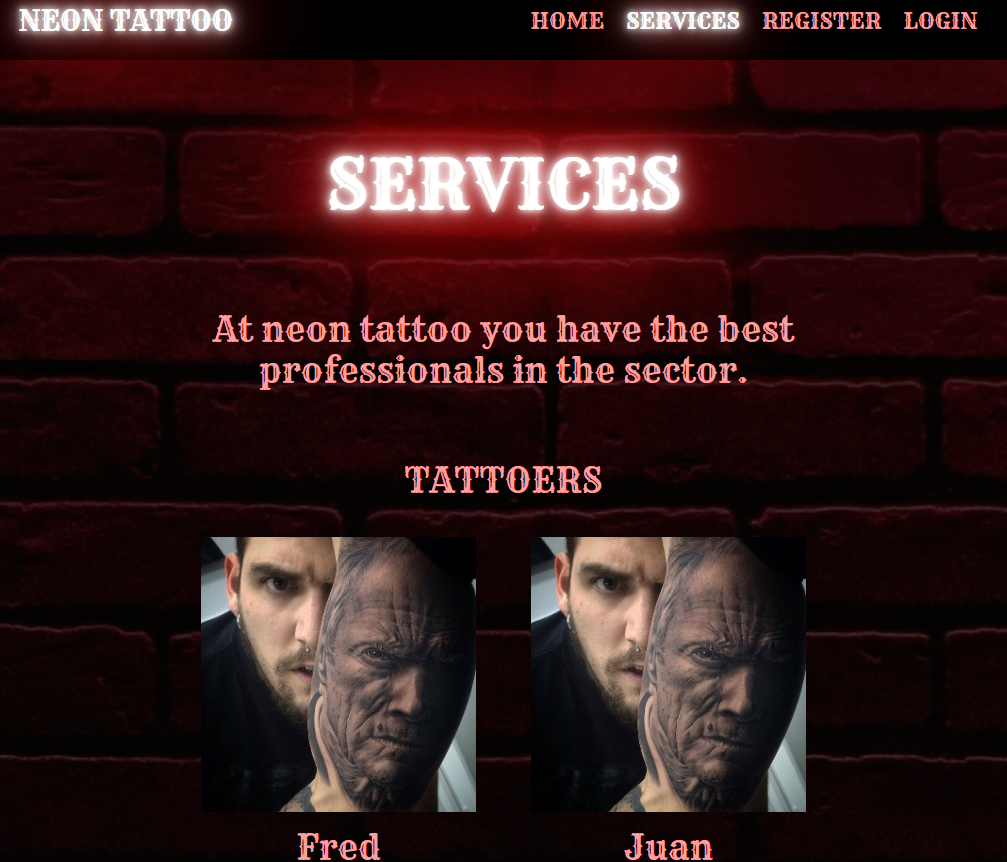 NEON TATTOO
HOME SERVICES REGISTER LOGIN
SERVICES
At neon tattoo you have the best
professionals in the sector.
TATTOERS
Fred Juan